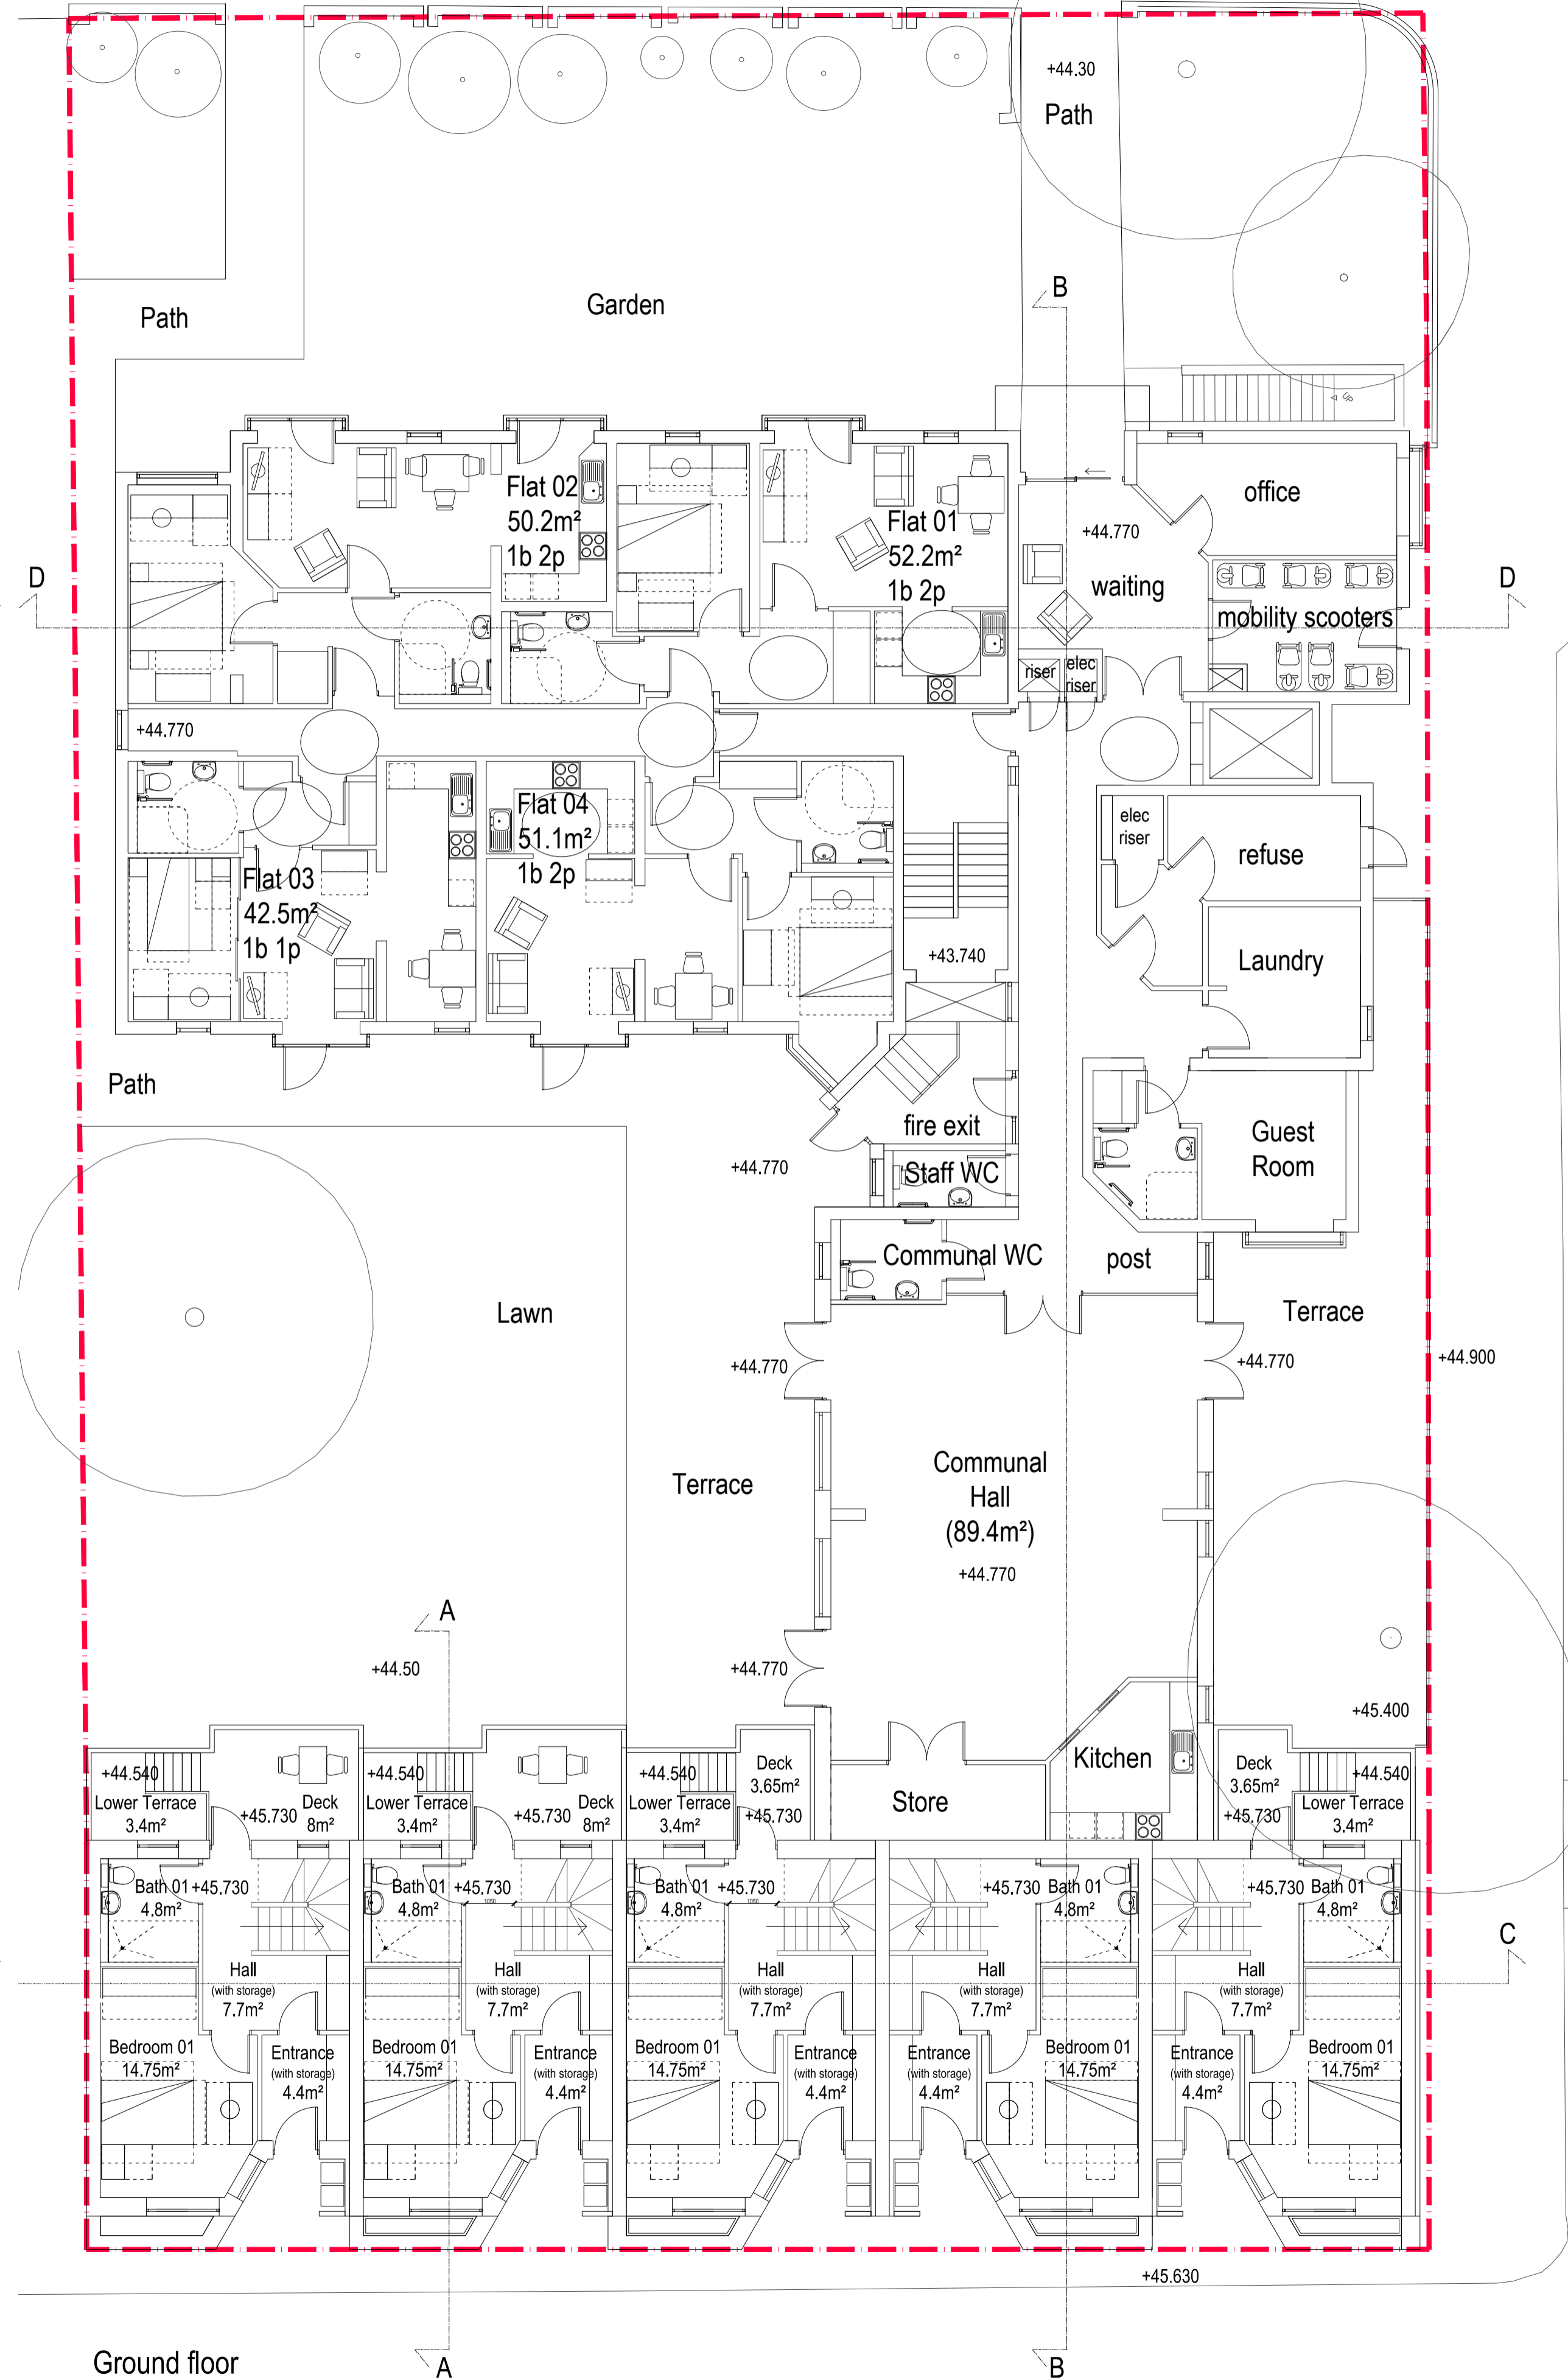 +44.30
Path
B
Path
Garden
UP
Flat 02
50.2m²
1b 2p
Flat 01
52.2m²
1b 2p
office
+44.770
D
waiting
D
mobility scooters
riser
elec
riser
+44.770
Flat 04
51.1m²
1b 2p
elec
riser
refuse
Flat 03
42.5m²
1b 1p
+43.740
Laundry
Path
fire exit
Guest
Room
+44.770
Staff WC
Communal WC
post
Lawn
Terrace
+44.770
+44.770
+44.900
Terrace
Communal
Hall
(89.4m²)
+44.770
A
+44.50
+44.770
+45.400
Kitchen
Store
+44.540
Lower Terrace
3.4m²
+45.730
Deck
8m²
+44.540
Lower Terrace
3.4m²
+45.730
Deck
8m²
+44.540
Lower Terrace
3.4m²
Deck
3.65m²
+45.730
Deck
3.65m²
+45.730
+44.540
Lower Terrace
3.4m²
Bath 01
4.8m²
+45.730
Bath 01
4.8m²
+45.730
1050
Bath 01
4.8m²
+45.730
1050
+45.730
Bath 01
4.8m²
+45.730
Bath 01
4.8m²
C
Hall
(with storage)
7.7m²
Hall
(with storage)
7.7m²
Hall
(with storage)
7.7m²
Hall
(with storage)
7.7m²
Hall
(with storage)
7.7m²
Bedroom 01
14.75m²
Entrance
(with storage)
4.4m²
Bedroom 01
14.75m²
Entrance
(with storage)
4.4m²
Bedroom 01
14.75m²
Entrance
(with storage)
4.4m²
Entrance
(with storage)
4.4m²
Bedroom 01
14.75m²
Entrance
(with storage)
4.4m²
Bedroom 01
14.75m²
+45.630
Ground floor
A
B